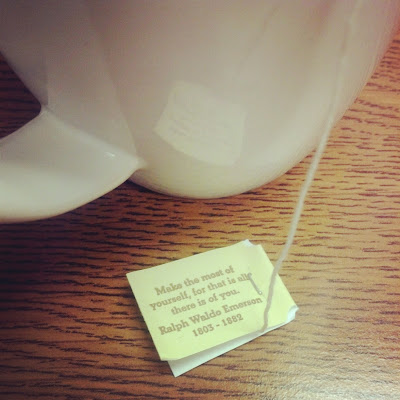 Make the most of
yourself, for that is all
there is of you.
Ralph Waldo Emerson
1803 - 1882